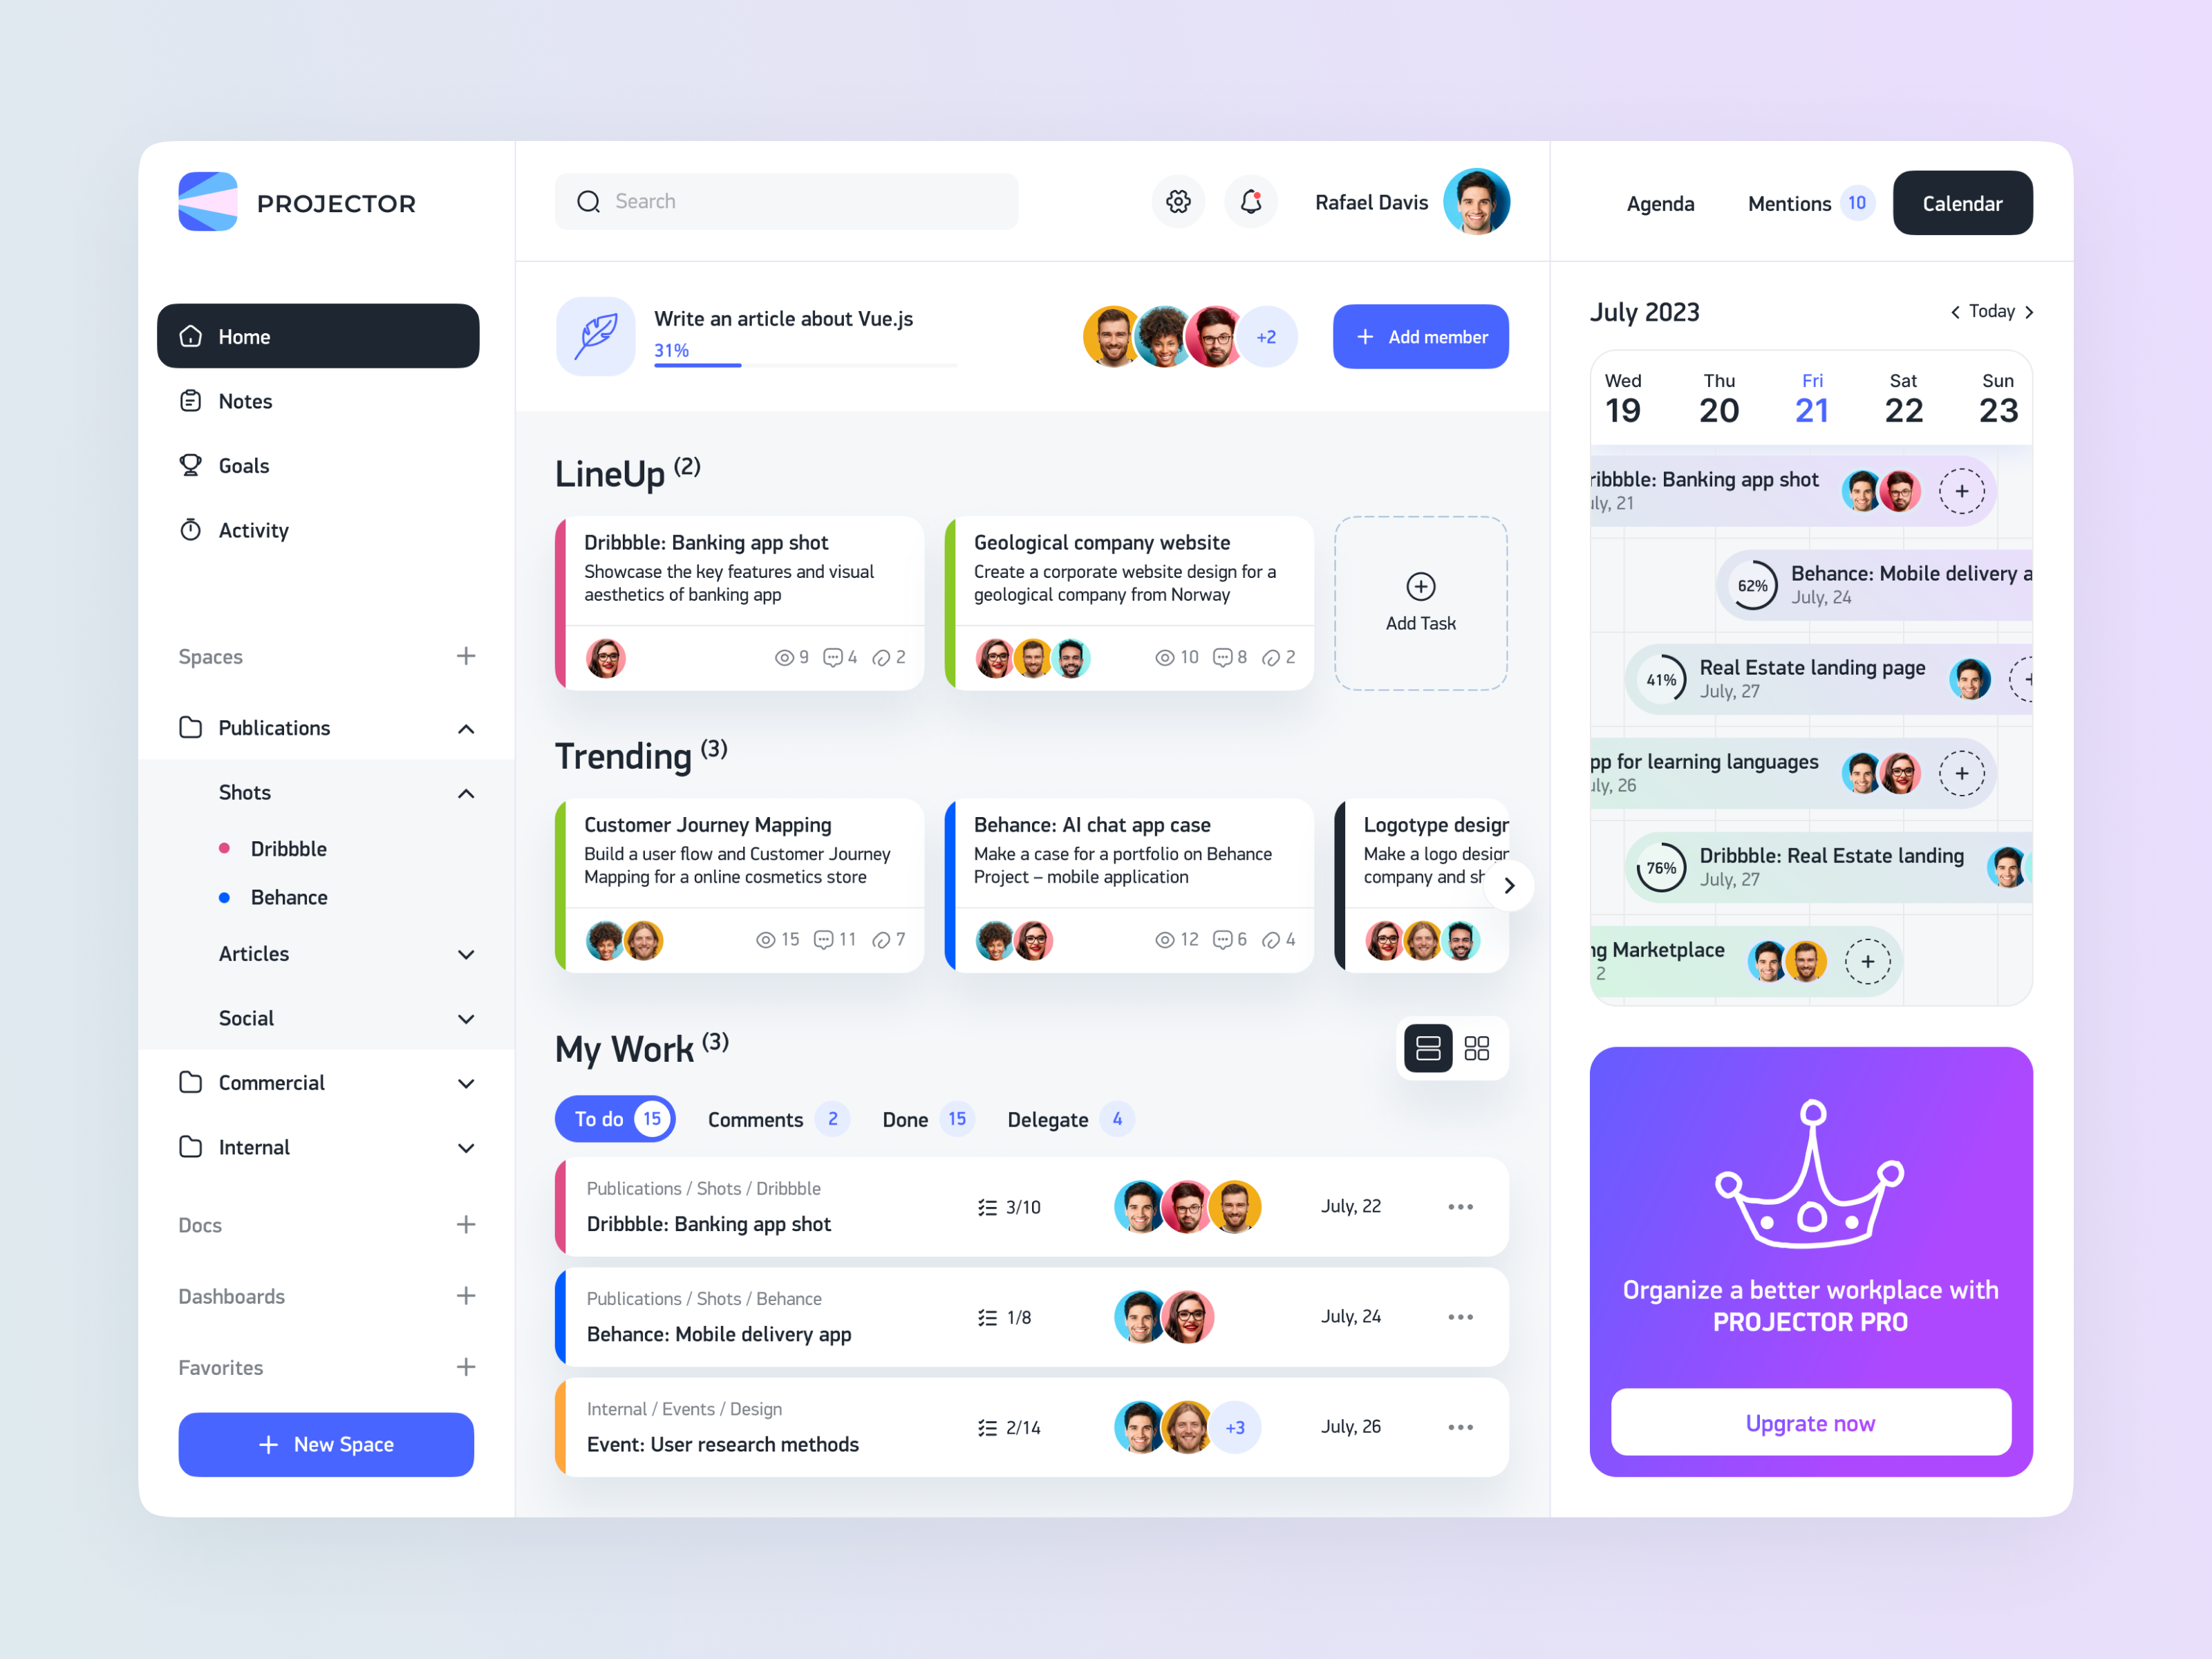 PROJECTOR
Home
Notes
Goals
Activity
Spaces
Publications
Shots
Dribbble
Behance
Articles
Social
Commercial
Internal
Docs
Dashboards
Favorites
+ New Space
Search
Rafael Davis
Write an article about Vue.js
31%
+2
+ Add member
LineUp (2)
Dribbble: Banking app shot
Showcase the key features and visual
aesthetics of banking app
9 4 2
Geological company website
Create a corporate website design for a
geological company from Norway
10 8 2
Add Task
Trending (3)
Customer Journey Mapping
Build a user flow and Customer Journey
Mapping for a online cosmetics store
15 11 7
Behance: AI chat app case
Make a case for a portfolio on Behance
Project – mobile application
12 6 4
Logotype design
Make a logo design
company and sh
My Work (3)
To do 15
Comments 2
Done 15
Delegate 4
Publications / Shots / Dribbble
Dribbble: Banking app shot
3/10
July, 22
Publications / Shots / Behance
Behance: Mobile delivery app
1/8
July, 24
Internal / Events / Design
Event: User research methods
2/14
+3
July, 26
Agenda
Mentions 10
Calendar
July 2023
Today
Wed Thu Fri Sat Sun
19 20 21 22 23
ribbble: Banking app shot
uly, 21
62%
Behance: Mobile delivery a
July, 24
41%
Real Estate landing page
July, 27
pp for learning languages
uly, 26
76%
Dribbble: Real Estate landing
July, 27
ng Marketplace
2
Organize a better workplace with
PROJECTOR PRO
Upgrate now